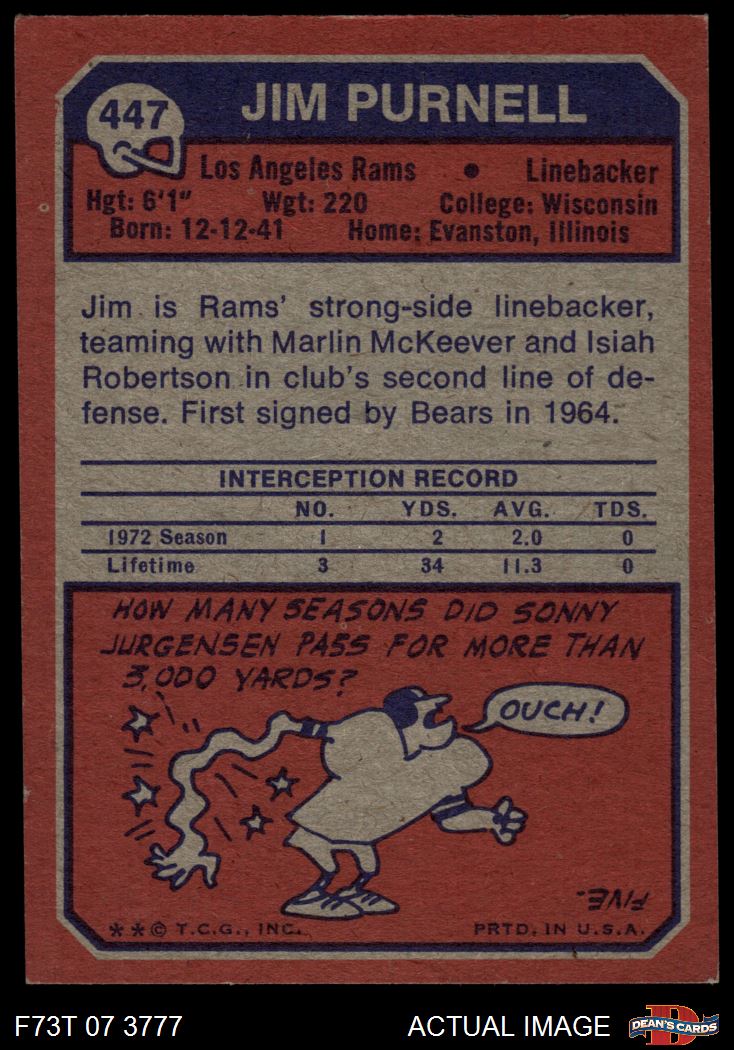 447
JIM PURNELL
Los Angeles Rams • Linebacker
Hgt: 6'1" Wgt: 220 College: Wisconsin
Born: 12-12-41 Home: Evanston, Illinois
Jim is Rams' strong-side linebacker,
teaming with Marlin McKeever and Isiah
Robertson in club's second line of de-
fense. First signed by Bears in 1964.
INTERCEPTION RECORD
NO. YDS. AVG. TDS.
1972 Season 1 2 2.0 0
Lifetime 3 34 11.3 0
HOW MANY SEASONS DID SONNY
JURGENSEN PASS FOR MORE THAN
3,000 YARDS?
OUCH!
FIVE.
**© T.C.G., INC. PRTD. IN U.S.A.
F73T 07 3777 ACTUAL IMAGE D DEAN'S CARDS